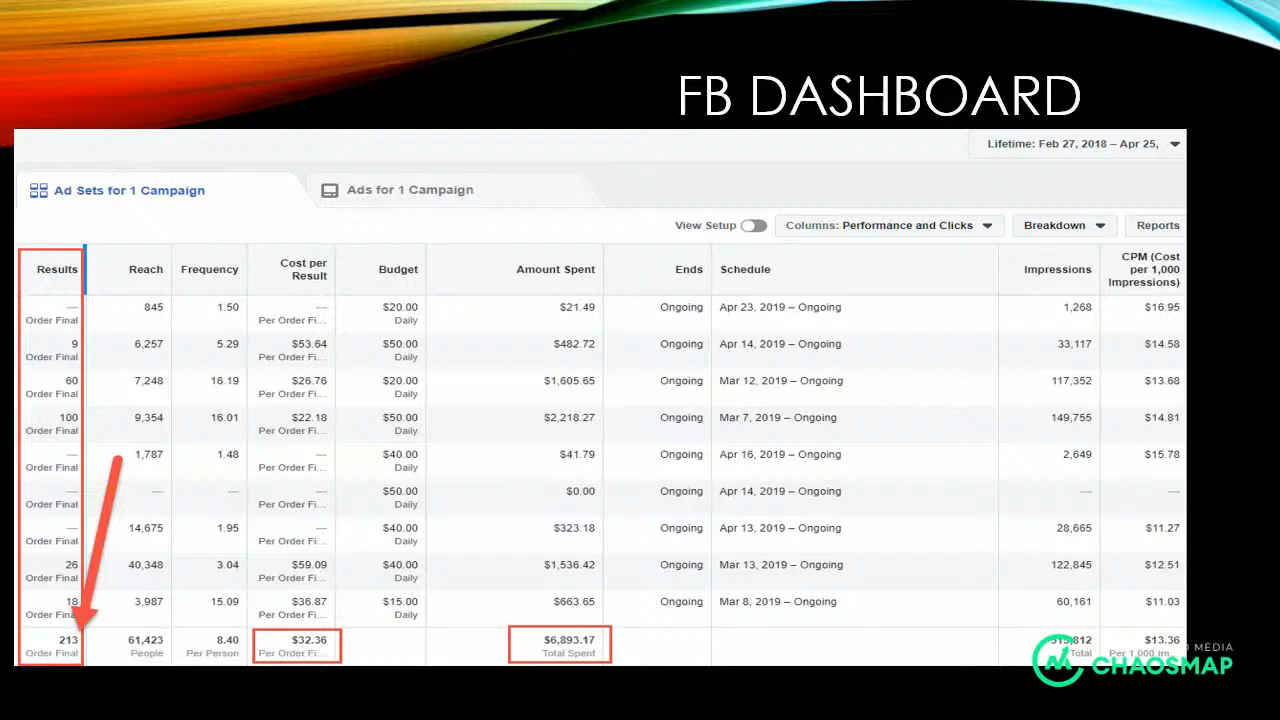 FB DASHBOARD
Lifetime: Feb 27, 2018 – Apr 25,
Ad Sets for 1 Campaign Ads for 1 Campaign
View Setup Columns: Performance and Clicks Breakdown Reports
Results Reach Frequency Cost per Result Budget Amount Spent Ends Schedule Impressions CPM (Cost per 1,000 Impressions)
— 845 1.50 — $20.00 $21.49 Ongoing Apr 23, 2019 – Ongoing 1,268 $16.95
Order Final Per Order Fi... Daily
9 6,257 5.29 $53.64 $50.00 $482.72 Ongoing Apr 14, 2019 – Ongoing 33,117 $14.58
Order Final Per Order Fi... Daily
60 7,248 16.19 $26.76 $20.00 $1,605.65 Ongoing Mar 12, 2019 – Ongoing 117,352 $13.68
Order Final Per Order Fi... Daily
100 9,354 16.01 $22.18 $50.00 $2,218.27 Ongoing Mar 7, 2019 – Ongoing 149,755 $14.81
Order Final Per Order Fi... Daily
— 1,787 1.48 — $40.00 $41.79 Ongoing Apr 16, 2019 – Ongoing 2,649 $15.78
Order Final Per Order Fi... Daily
— — — — $50.00 $0.00 Ongoing Apr 14, 2019 – Ongoing — —
Order Final Per Order Fi... Daily
— 14,675 1.95 — $40.00 $323.18 Ongoing Apr 13, 2019 – Ongoing 28,665 $11.27
Order Final Per Order Fi... Daily
26 40,348 3.04 $59.09 $40.00 $1,536.42 Ongoing Mar 13, 2019 – Ongoing 122,845 $12.51
Order Final Per Order Fi... Daily
18 3,987 15.09 $36.87 $15.00 $663.65 Ongoing Mar 8, 2019 – Ongoing 60,161 $11.03
Order Final Per Order Fi... Daily
213 61,423 8.40 $32.36 $6,893.17 $13.36
Order Final People Per Person Per Order Fi... Total Spent Total Per 1,000 Im...
MEDIA
CHAOSMAP